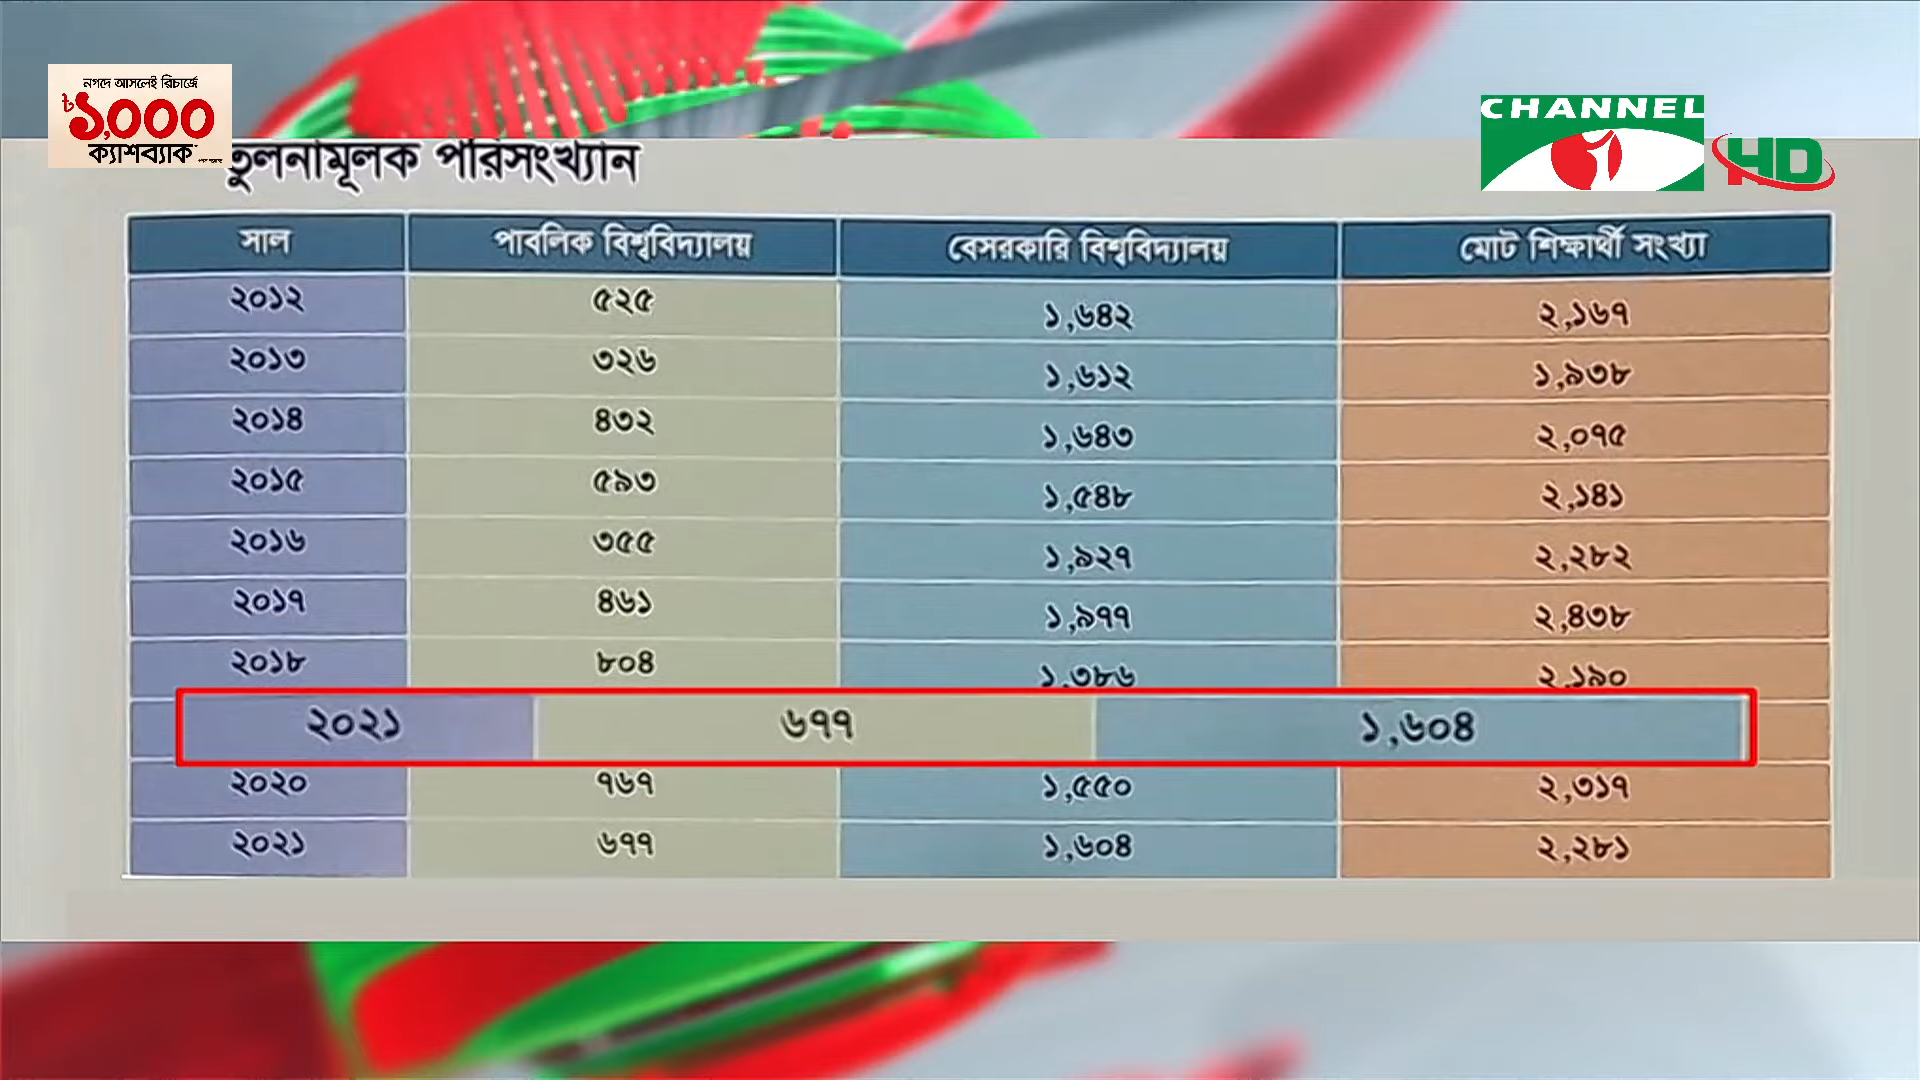 নগদে আসলেই রিচার্জে
৳১,০০০
ক্যাশব্যাক
CHANNEL
HD
তুলনামূলক পরিসংখ্যান
সাল পাবলিক বিশ্ববিদ্যালয় বেসরকারি বিশ্ববিদ্যালয় মোট শিক্ষার্থী সংখ্যা
২০১২ ৫২৫ ১,৬৪২ ২,১৬৭
২০১৩ ৩২৬ ১,৬১২ ১,৯৩৮
২০১৪ ৪৩২ ১,৬৪৩ ২,০৭৫
২০১৫ ৫৯৩ ১,৫৪৮ ২,১৪১
২০১৬ ৩৫৫ ১,৯২৭ ২,২৮২
২০১৭ ৪৬১ ১,৯৭৭ ২,৪৩৮
২০১৮ ৮০৪ ১,৩৮৬ ২,১৯০
২০২১ ৬৭৭ ১,৬০৪
২০২০ ৭৬৭ ১,৫৫০ ২,৩১৭
২০২১ ৬৭৭ ১,৬০৪ ২,২৮১